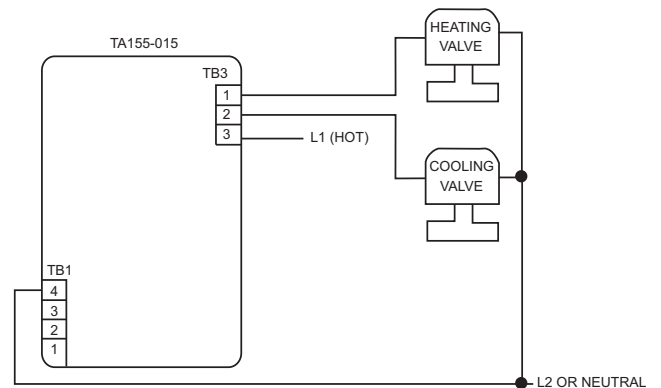 TA155-015
TB3
1
2
3
L1 (HOT)
HEATING
VALVE
COOLING
VALVE
TB1
4
3
2
1
L2 OR NEUTRAL